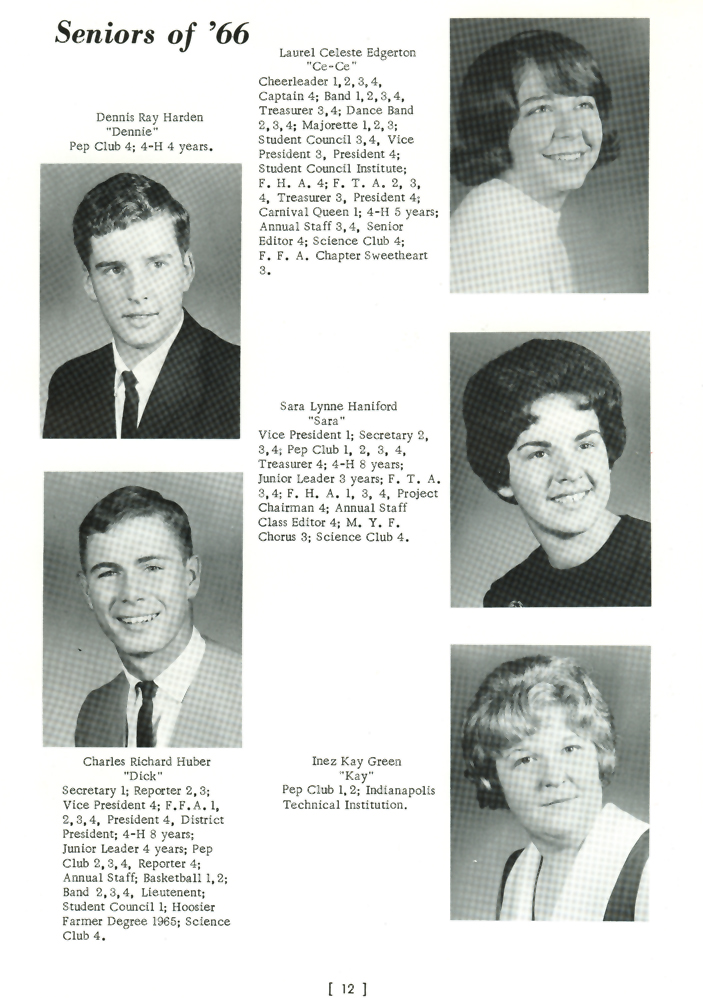 Seniors of '66
Dennis Ray Harden
"Dennie"
Pep Club 4; 4-H 4 years.
Laurel Celeste Edgerton
"Ce-Ce"
Cheerleader 1, 2, 3, 4,
Captain 4; Band 1, 2, 3, 4,
Treasurer 3, 4; Dance Band
2, 3, 4; Majorette 1, 2, 3;
Student Council 3, 4, Vice
President 3, President 4;
Student Council Institute;
F. H. A. 4; F. T. A. 2, 3,
4, Treasurer 3, President 4;
Carnival Queen 1; 4-H 5 years;
Annual Staff 3, 4, Senior
Editor 4; Science Club 4;
F. F. A. Chapter Sweetheart
3.
Sara Lynne Haniford
"Sara"
Vice President 1; Secretary 2,
3, 4; Pep Club 1, 2, 3, 4,
Treasurer 4; 4-H 8 years;
Junior Leader 3 years; F. T. A.
3, 4; F. H. A. 1, 3, 4, Project
Chairman 4; Annual Staff
Class Editor 4; M. Y. F.
Chorus 3; Science Club 4.
Charles Richard Huber
"Dick"
Secretary 1; Reporter 2, 3;
Vice President 4; F. F. A. 1,
2, 3, 4, President 4, District
President; 4-H 8 years;
Junior Leader 4 years; Pep
Club 2, 3, 4, Reporter 4;
Annual Staff; Basketball 1, 2;
Band 2, 3, 4, Lieutenent;
Student Council 1; Hoosier
Farmer Degree 1965; Science
Club 4.
Inez Kay Green
"Kay"
Pep Club 1, 2; Indianapolis
Technical Institution.
[ 12 ]